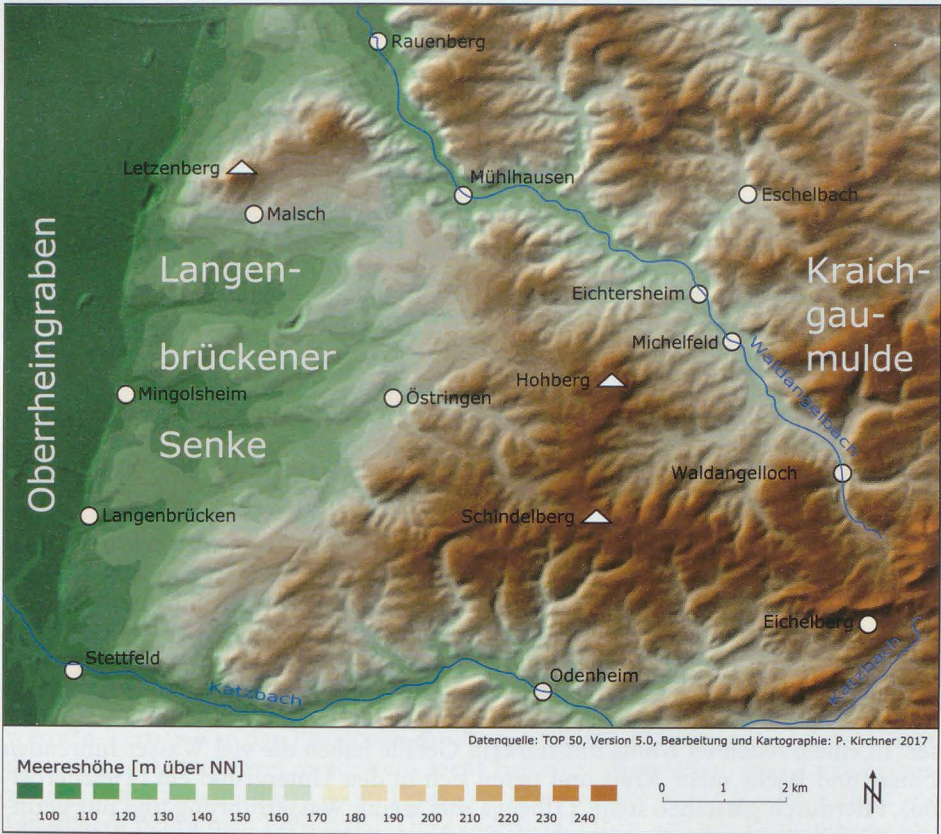 Rauenberg
Letzenberg
Mühlhausen
Eschelbach
Malsch
Oberrheingraben
Langen-
brückener
Senke
Kraich-
gau-
mulde
Eichtersheim
Michelfeld
Waldangelbach
Hohberg
Mingolsheim
Östringen
Waldangelloch
Langenbrücken
Schindelberg
Eichelberg
Stettfeld
Katzbach
Odenheim
Katzbach
Datenquelle: TOP 50, Version 5.0, Bearbeitung und Kartographie: P. Kirchner 2017
Meereshöhe [m über NN]
100 110 120 130 140 150 160 170 180 190 200 210 220 230 240
0 1 2 km
N